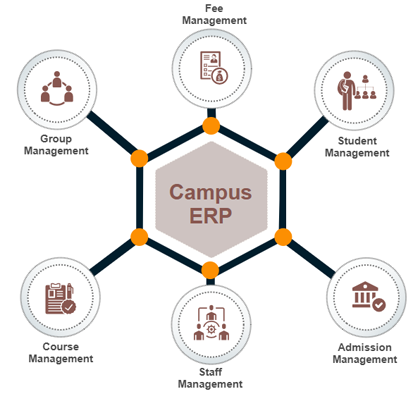 Fee
Management
Group
Management
Student
Management
Campus
ERP
Course
Management
Admission
Management
Staff
Management